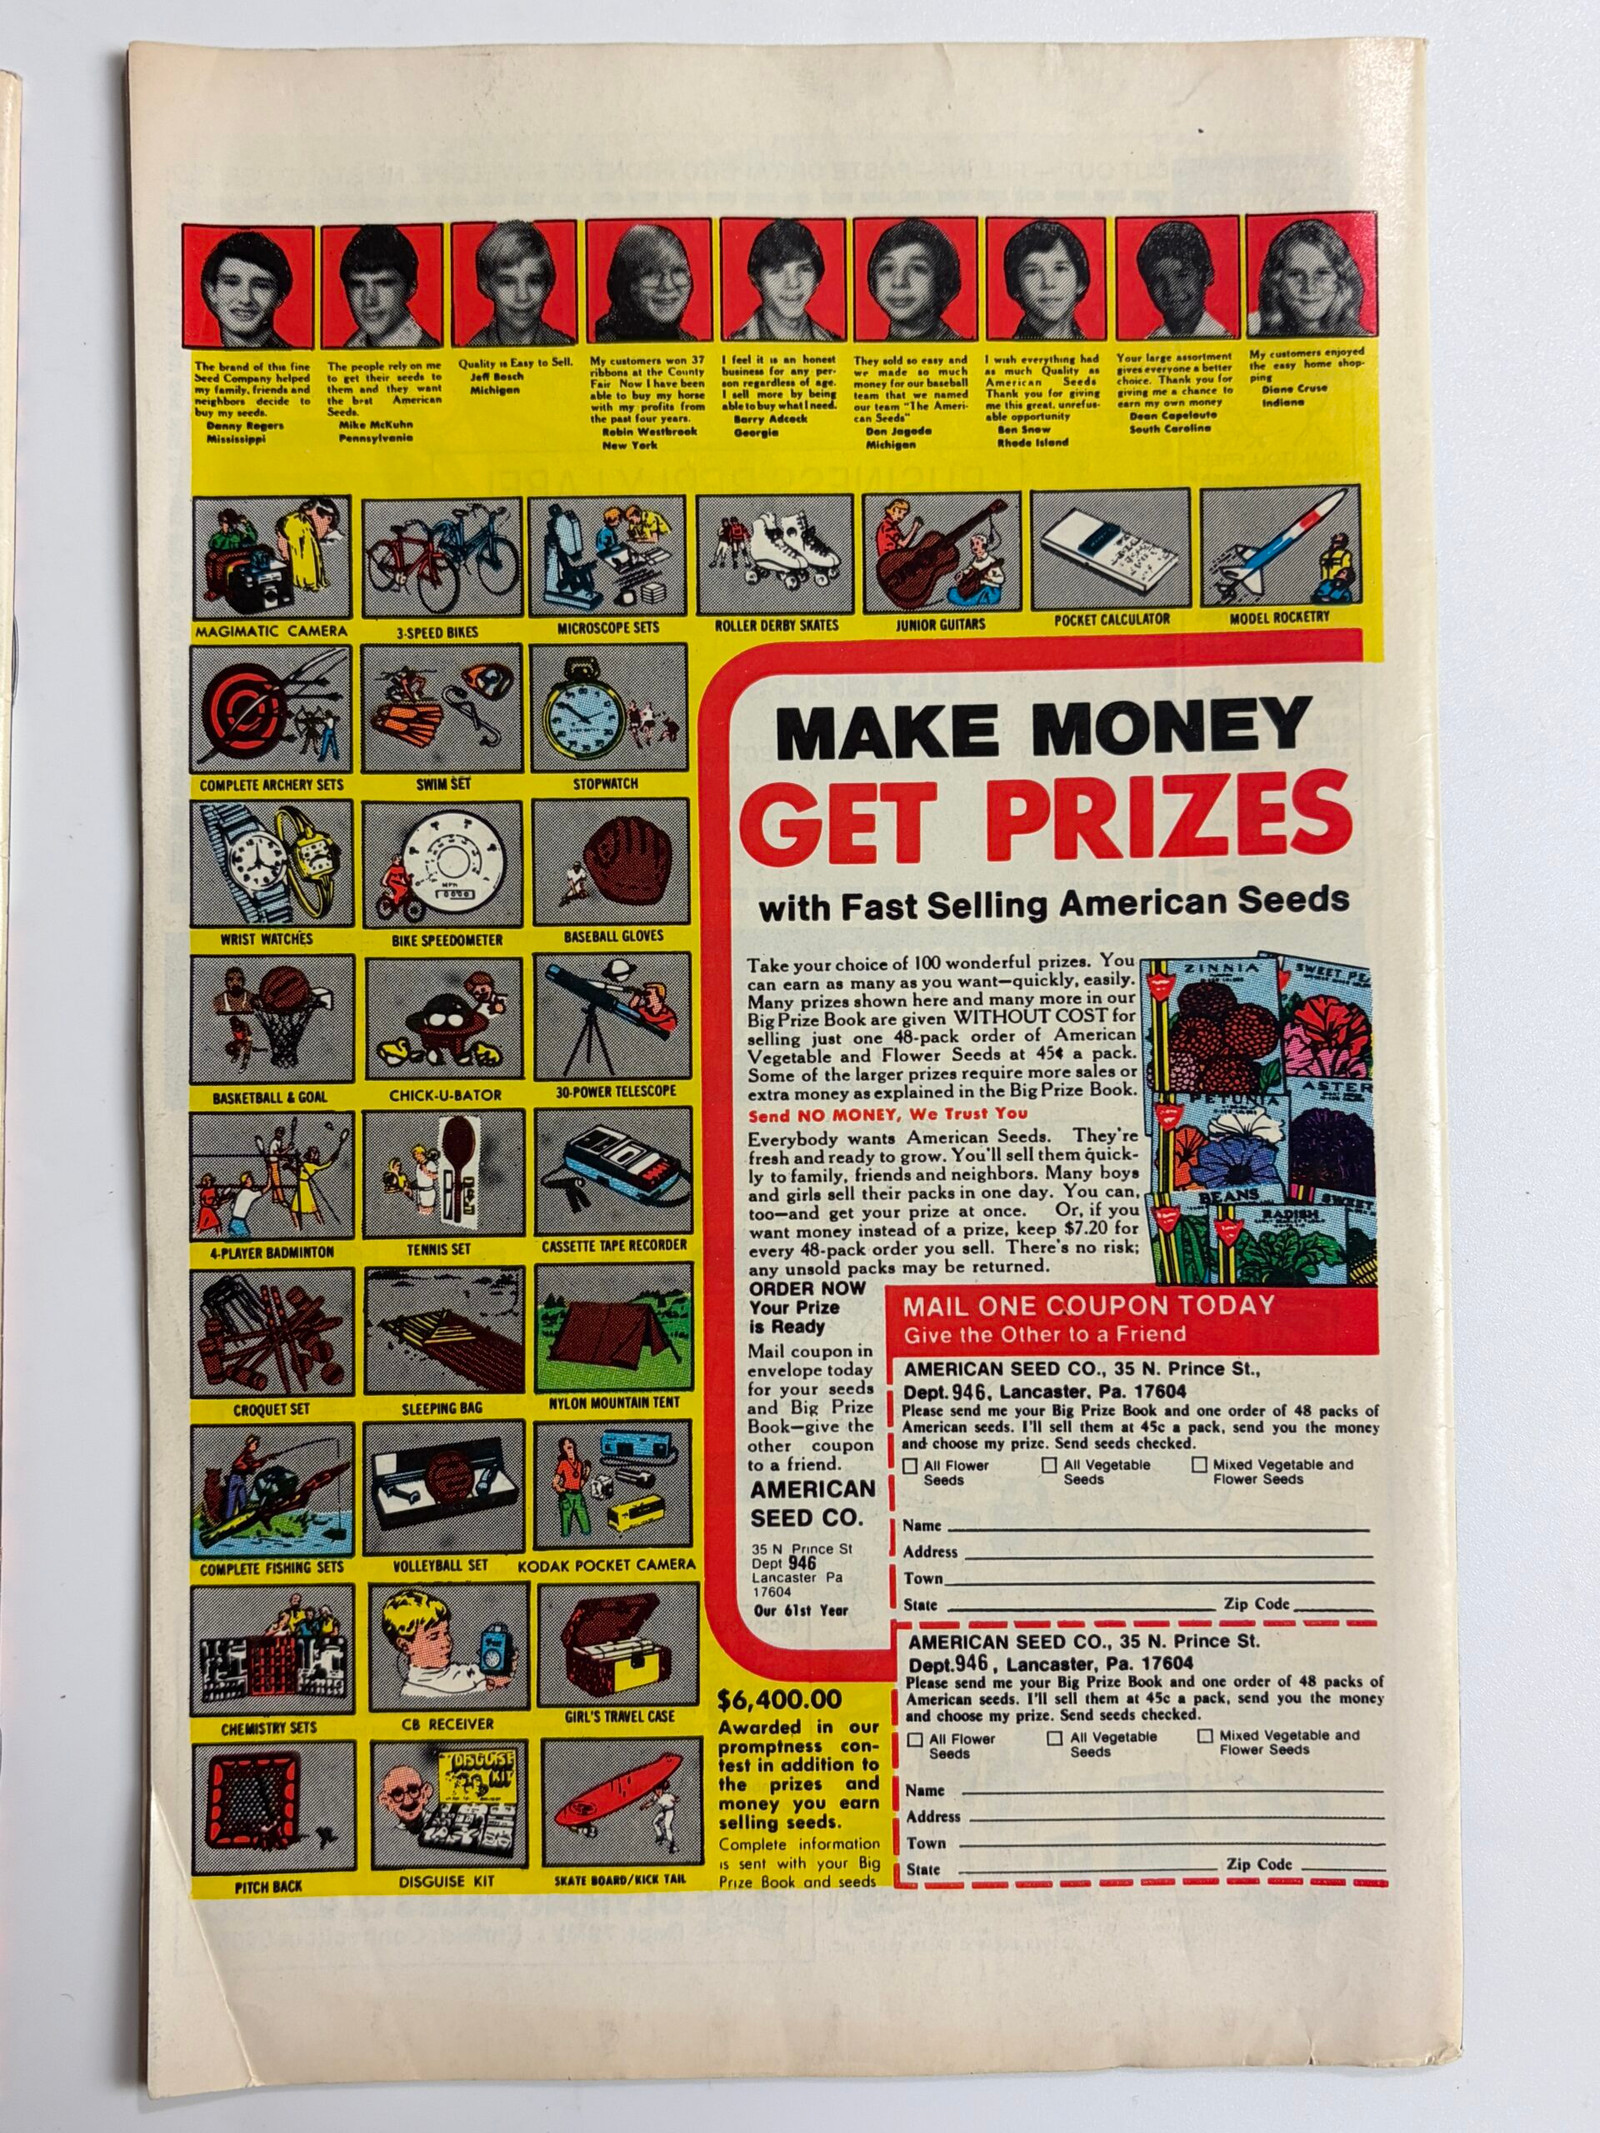 The brand of this fine
Seed Company helped
my family, friends and
neighbors decide to
buy my seeds.
Danny Rogers
Mississippi
The people rely on me
to get their seeds to
them and they want
the best American
Seeds.
Mike McKuhn
Pennsylvania
Quality is Easy to Sell.
Jeff Bosch
Michigan
My customers won 37
ribbons at the County
Fair Now I have been
able to buy my horse
with my profits from
the past four years.
Robin Westbrook
New York
I feel it is an honest
business for any per-
son regardless of age.
I sell more by being
able to buy what I need.
Barry Adcock
Georgia
They sold so easy and
we made so much
money for our baseball
team that we named
our team "The Ameri-
can Seeds"
Don Jagoda
Michigan
I wish everything had
as much Quality as
American Seeds
Thank you for giving
me this great, unrefus-
able opportunity
Ben Snow
Rhode Island
Your large assortment
gives everyone a better
choice. Thank you for
giving me a chance to
earn my own money
Dean Capelouto
South Carolina
My customers enjoyed
the easy home shop-
ping
Diane Cruse
Indiana
MAGIMATIC CAMERA
3-SPEED BIKES
MICROSCOPE SETS
ROLLER DERBY SKATES
JUNIOR GUITARS
POCKET CALCULATOR
MODEL ROCKETRY
COMPLETE ARCHERY SETS
SWIM SET
STOPWATCH
WRIST WATCHES
MPH
BIKE SPEEDOMETER
BASEBALL GLOVES
BASKETBALL & GOAL
CHICK-U-BATOR
30-POWER TELESCOPE
4-PLAYER BADMINTON
TENNIS SET
CASSETTE TAPE RECORDER
CROQUET SET
SLEEPING BAG
NYLON MOUNTAIN TENT
COMPLETE FISHING SETS
VOLLEYBALL SET
KODAK POCKET CAMERA
CHEMISTRY SETS
CB RECEIVER
GIRL'S TRAVEL CASE
PITCH BACK
DISGUISE
KIT
DISGUISE KIT
SKATE BOARD/KICK TAIL
MAKE MONEY
GET PRIZES
with Fast Selling American Seeds
Take your choice of 100 wonderful prizes. You
can earn as many as you want—quickly, easily.
Many prizes shown here and many more in our
Big Prize Book are given WITHOUT COST for
selling just one 48-pack order of American
Vegetable and Flower Seeds at 45¢ a pack.
Some of the larger prizes require more sales or
extra money as explained in the Big Prize Book.
Send NO MONEY, We Trust You
Everybody wants American Seeds. They're
fresh and ready to grow. You'll sell them quick-
ly to family, friends and neighbors. Many boys
and girls sell their packs in one day. You can,
too—and get your prize at once. Or, if you
want money instead of a prize, keep $7.20 for
every 48-pack order you sell. There's no risk;
any unsold packs may be returned.
ZINNIA
SWEET PE
ASTER
PETUNIA
BEANS
RADISH
SWEET
ORDER NOW
Your Prize
is Ready
Mail coupon in
envelope today
for your seeds
and Big Prize
Book—give the
other coupon
to a friend.
AMERICAN
SEED CO.
35 N Prince St
Dept 946
Lancaster Pa
17604
Our 61st Year
$6,400.00
Awarded in our
promptness con-
test in addition to
the prizes and
money you earn
selling seeds.
Complete information
is sent with your Big
Prize Book and seeds
MAIL ONE COUPON TODAY
Give the Other to a Friend
AMERICAN SEED CO., 35 N. Prince St.,
Dept. 946, Lancaster, Pa. 17604
Please send me your Big Prize Book and one order of 48 packs of
American seeds. I'll sell them at 45c a pack, send you the money
and choose my prize. Send seeds checked.
All Flower Seeds
All Vegetable Seeds
Mixed Vegetable and Flower Seeds
Name
Address
Town
State Zip Code
AMERICAN SEED CO., 35 N. Prince St.
Dept. 946, Lancaster, Pa. 17604
Please send me your Big Prize Book and one order of 48 packs of
American seeds. I'll sell them at 45c a pack, send you the money
and choose my prize. Send seeds checked.
All Flower Seeds
All Vegetable Seeds
Mixed Vegetable and Flower Seeds
Name
Address
Town
State Zip Code